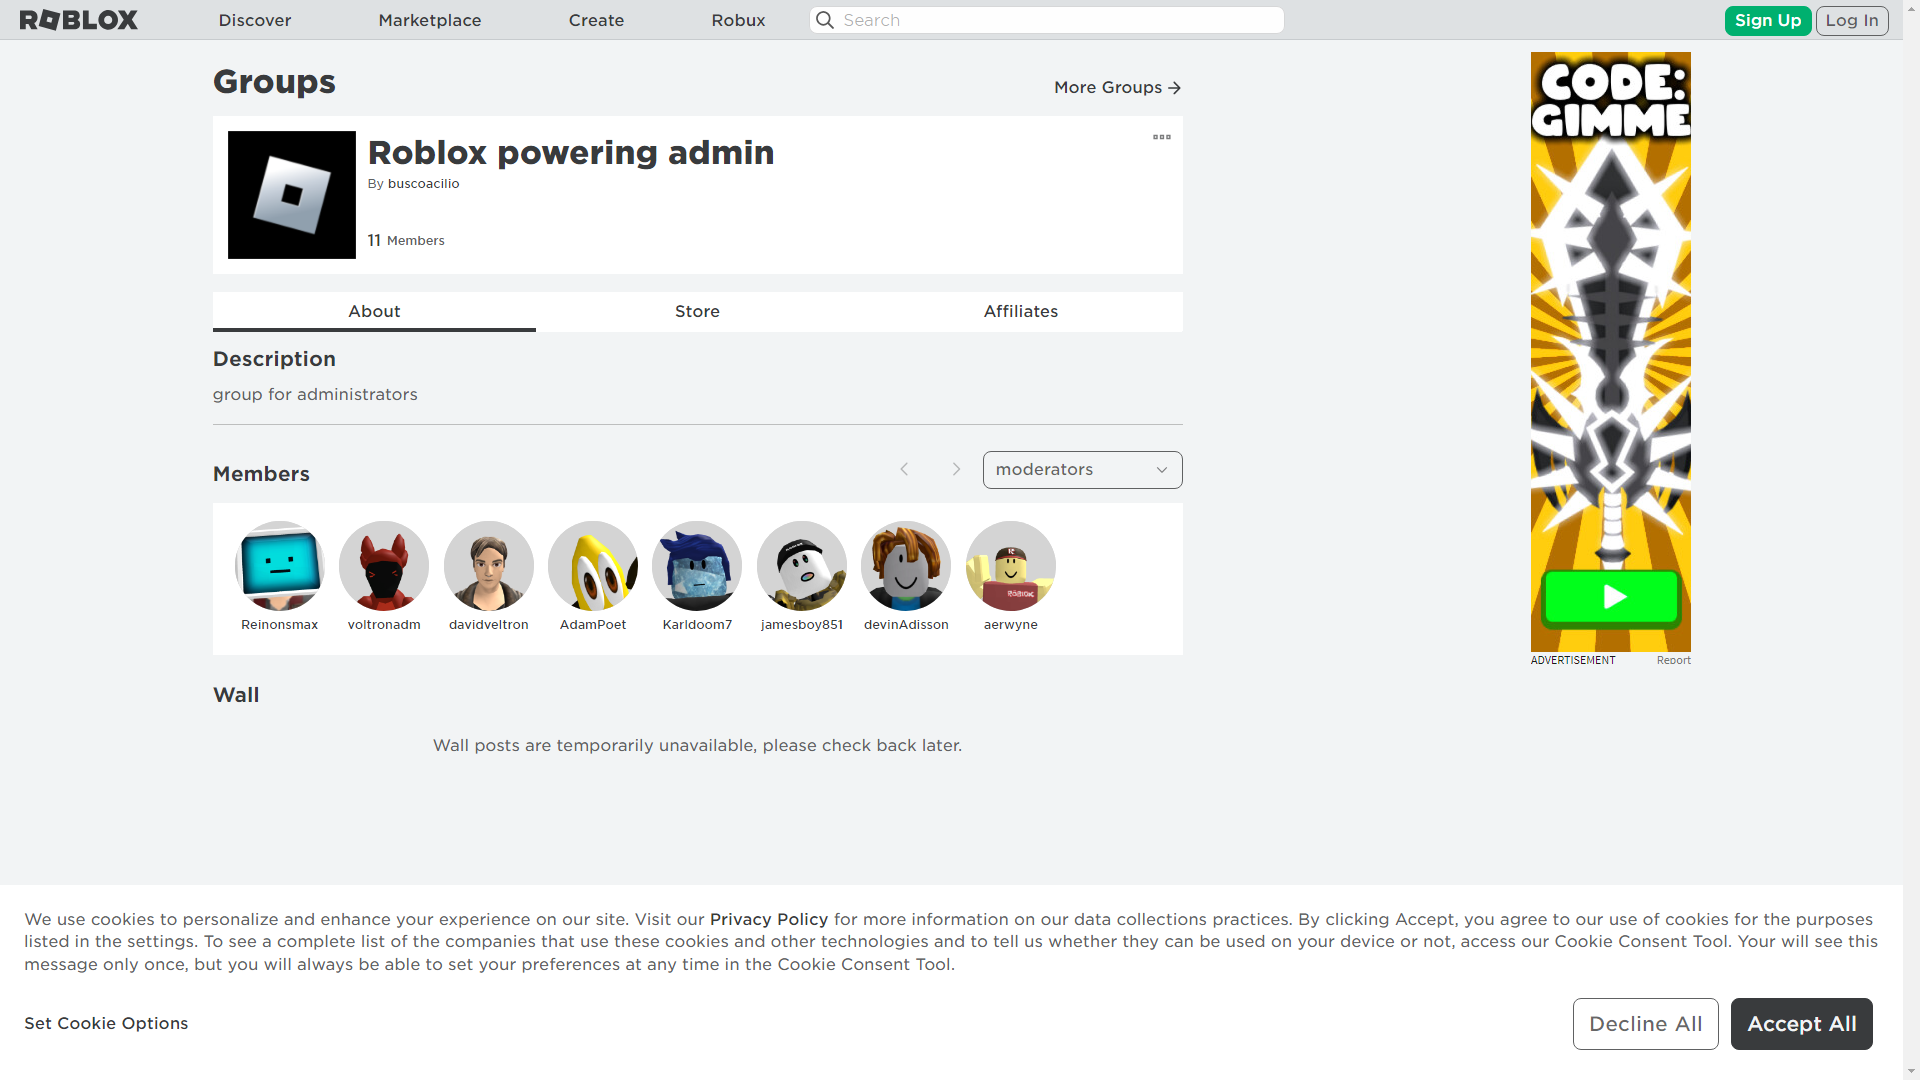 ROBLOX
Discover
Marketplace
Create
Robux
Search
Sign Up
Log In
Groups
More Groups
Roblox powering admin
By buscoacilio
11 Members
About
Store
Affiliates
Description
group for administrators
Members
moderators
Reinonsmax
voltronadm
davidveltron
AdamPoet
Karldoom7
jamesboy851
devinAdisson
aerwyne
Wall
Wall posts are temporarily unavailable, please check back later.
CODE:
GIMME
ADVERTISEMENT
Report
We use cookies to personalize and enhance your experience on our site. Visit our Privacy Policy for more information on our data collections practices. By clicking Accept, you agree to our use of cookies for the purposes
listed in the settings. To see a complete list of the companies that use these cookies and other technologies and to tell us whether they can be used on your device or not, access our Cookie Consent Tool. Your will see this
message only once, but you will always be able to set your preferences at any time in the Cookie Consent Tool.
Set Cookie Options
Decline All
Accept All